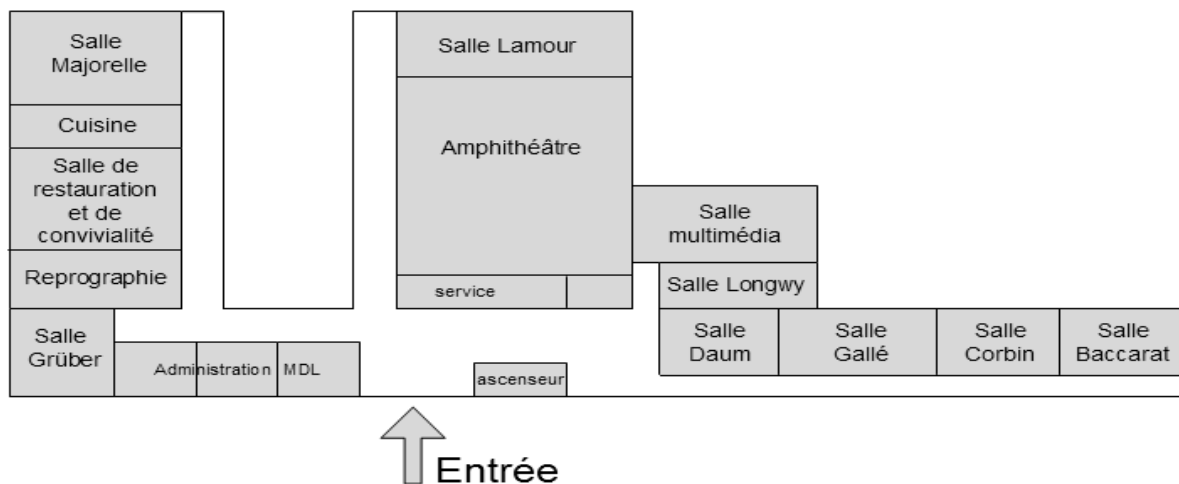 Salle
Majorelle
Cuisine
Salle de
restauration
et de
convivialité
Reprographie
Salle
Grüber
Administration
MDL
Salle Lamour
Amphithéâtre
service
ascenseur
Salle
multimédia
Salle Longwy
Salle
Daum
Salle
Gallé
Salle
Corbin
Salle
Baccarat
Entrée